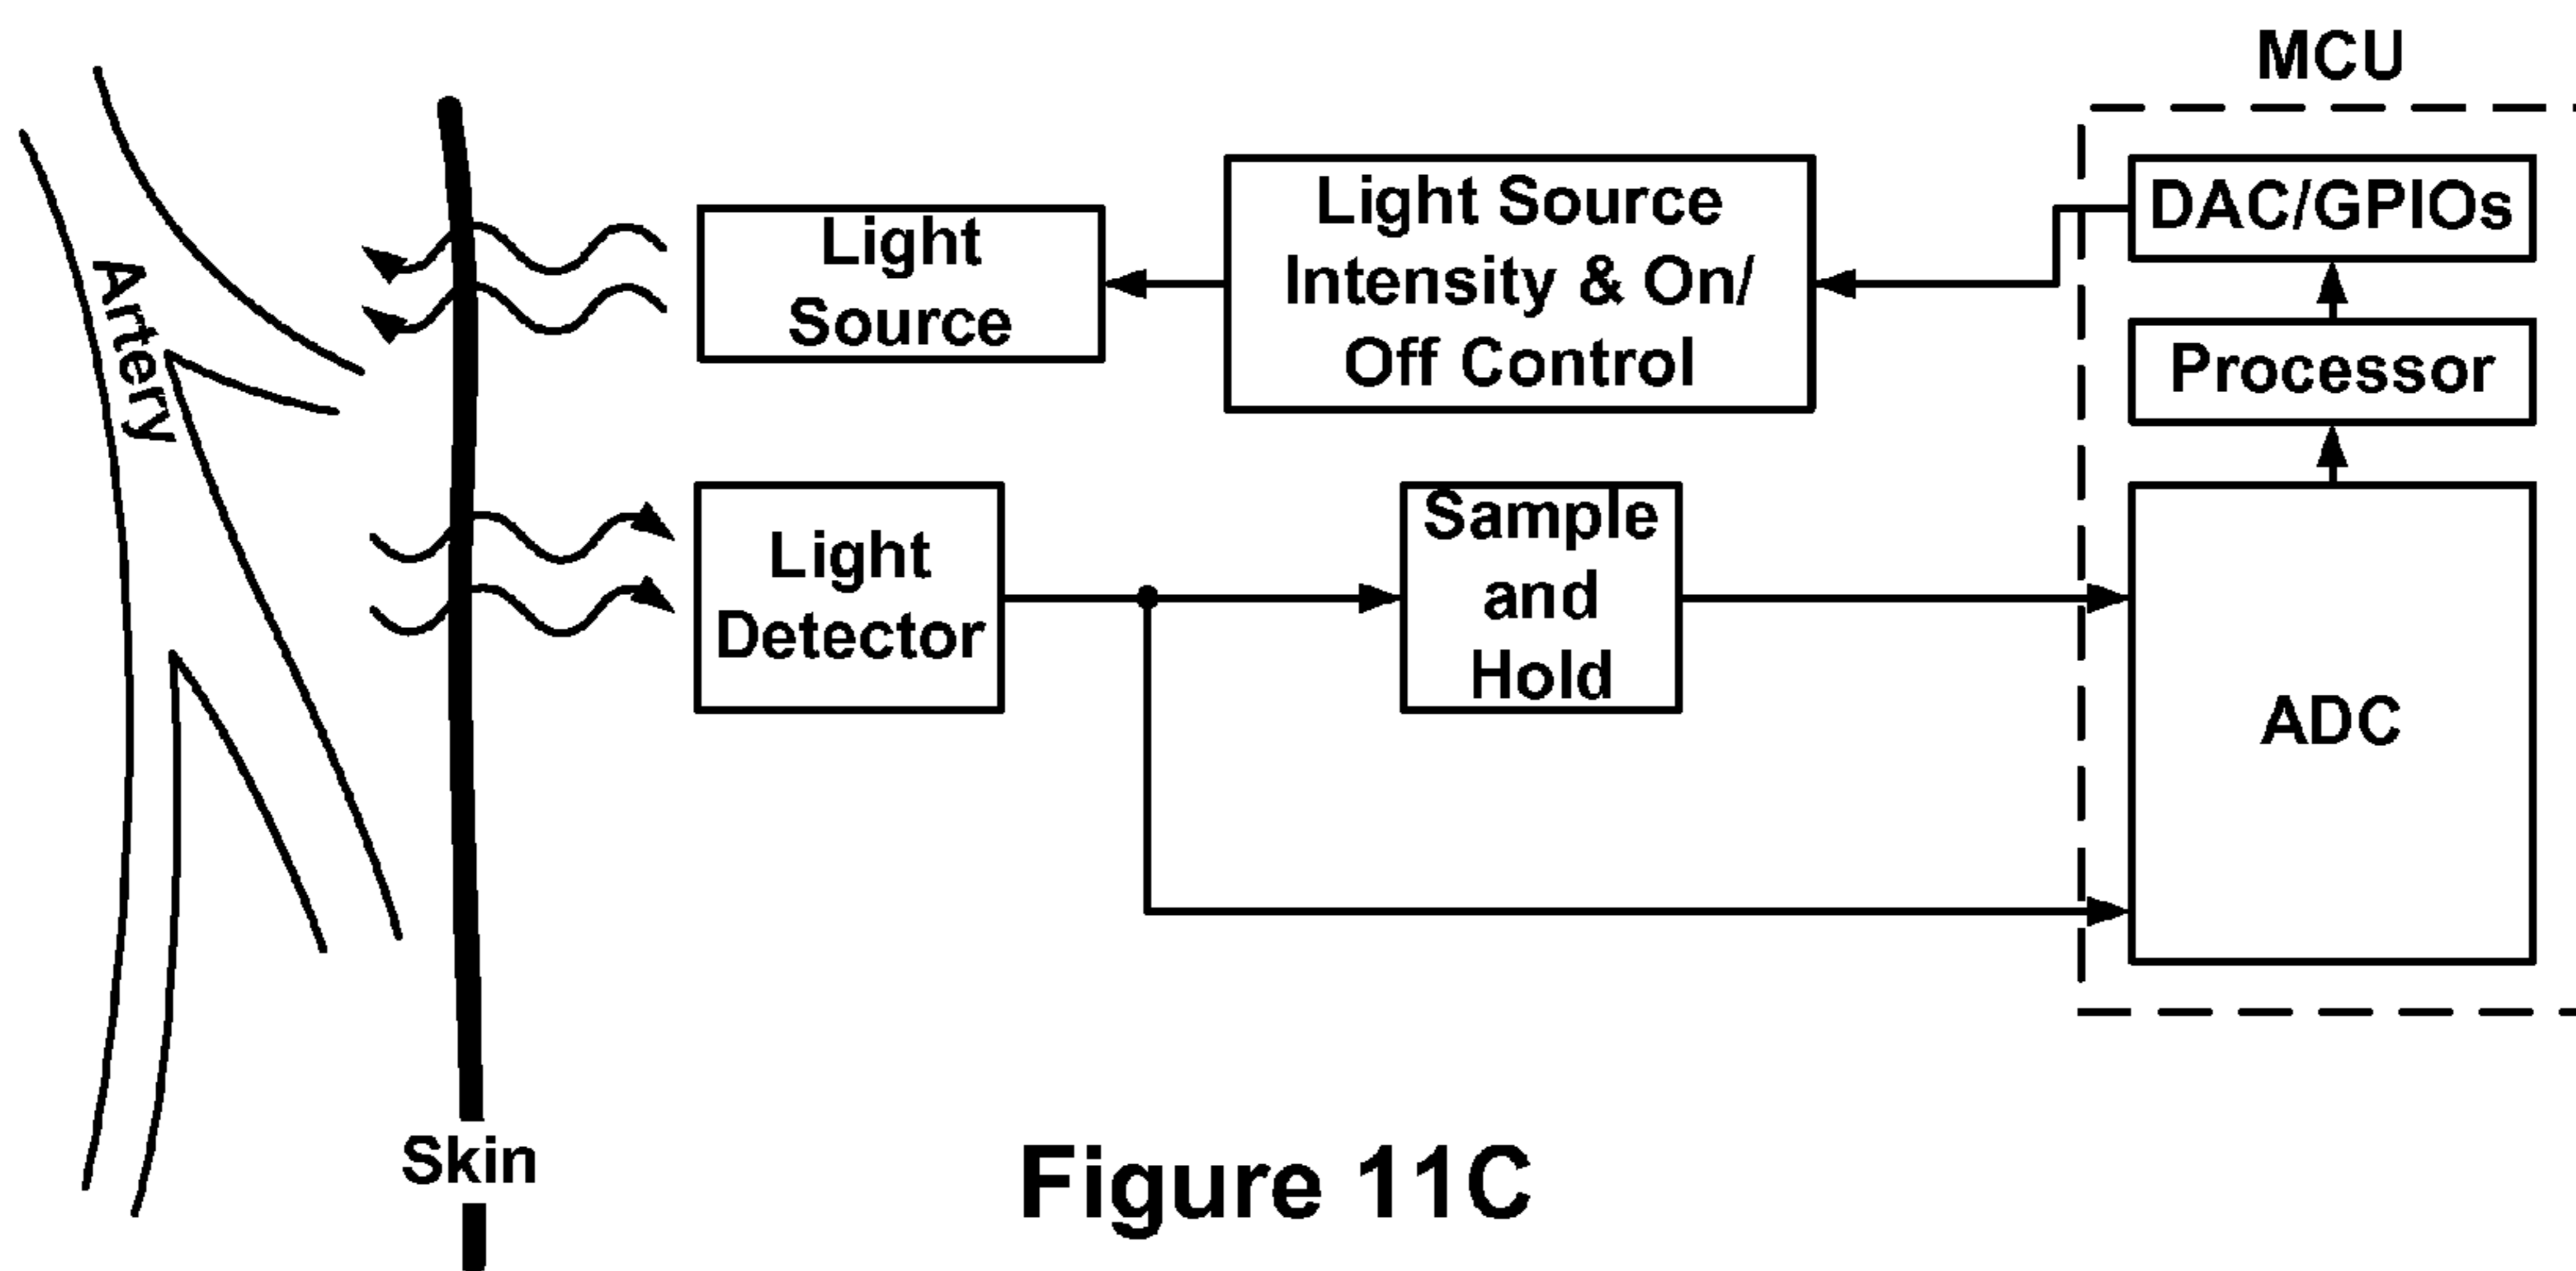 MCU
Artery
Light
Source
Light Source
Intensity & On/
Off Control
DAC/GPIOs
Processor
Light
Detector
Sample
and
Hold
ADC
Skin
Figure 11C